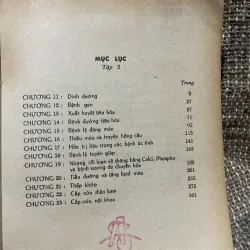 MỤC LỤC
Tập 2
Trang
CHƯƠNG 11 : Dinh dưỡng 9
CHƯƠNG 12 : Bệnh gan 37
CHƯƠNG 13 : Xuất huyết tiêu hóa 57
CHƯƠNG 14 : Bệnh đường tiêu hóa 71
CHƯƠNG 15 : Bệnh lý đông máu
CHƯƠNG 16 : Thiếu máu và truyền hồng cầu
CHƯƠNG 17 : Hóa trị liệu trong các bệnh ác tính
CHƯƠNG 18 : Bệnh lý tuyến giáp
CHƯƠNG 19 : Những rối loạn về thăng bằng Calci, Phospho
và bệnh xương do chuyển hóa
CHƯƠNG 20 : Tiểu đường và tăng lipid máu
CHƯƠNG 21 : Thấp khớp
CHƯƠNG 22 : Cấp cứu thần kinh 275
CHƯƠNG 23 : Cấp cứu nội khoa